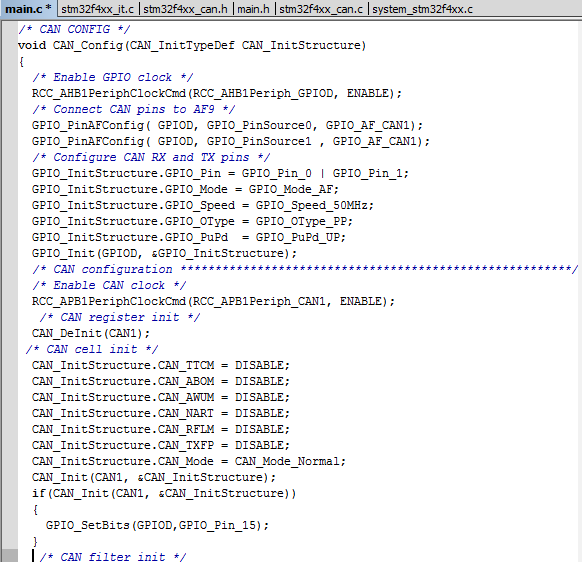 main.c * stm32f4xx_it.c stm32f4xx_can.h main.h stm32f4xx_can.c system_stm32f4xx.c
/* CAN CONFIG */
void CAN_Config(CAN_InitTypeDef CAN_InitStructure)
{
/* Enable GPIO clock */
RCC_AHB1PeriphClockCmd(RCC_AHB1Periph_GPIOD, ENABLE);
/* Connect CAN pins to AF9 */
GPIO_PinAFConfig( GPIOD, GPIO_PinSource0, GPIO_AF_CAN1);
GPIO_PinAFConfig( GPIOD, GPIO_PinSource1 , GPIO_AF_CAN1);
/* Configure CAN RX and TX pins */
GPIO_InitStructure.GPIO_Pin = GPIO_Pin_0 | GPIO_Pin_1;
GPIO_InitStructure.GPIO_Mode = GPIO_Mode_AF;
GPIO_InitStructure.GPIO_Speed = GPIO_Speed_50MHz;
GPIO_InitStructure.GPIO_OType = GPIO_OType_PP;
GPIO_InitStructure.GPIO_PuPd  = GPIO_PuPd_UP;
GPIO_Init(GPIOD, &GPIO_InitStructure);
/* CAN configuration ********************************************************/
/* Enable CAN clock */
RCC_APB1PeriphClockCmd(RCC_APB1Periph_CAN1, ENABLE);
/* CAN register init */
CAN_DeInit(CAN1);
/* CAN cell init */
CAN_InitStructure.CAN_TTCM = DISABLE;
CAN_InitStructure.CAN_ABOM = DISABLE;
CAN_InitStructure.CAN_AWUM = DISABLE;
CAN_InitStructure.CAN_NART = DISABLE;
CAN_InitStructure.CAN_RFLM = DISABLE;
CAN_InitStructure.CAN_TXFP = DISABLE;
CAN_InitStructure.CAN_Mode = CAN_Mode_Normal;
CAN_Init(CAN1, &CAN_InitStructure);
if(CAN_Init(CAN1, &CAN_InitStructure))
{
GPIO_SetBits(GPIOD,GPIO_Pin_15);
}
/* CAN filter init */